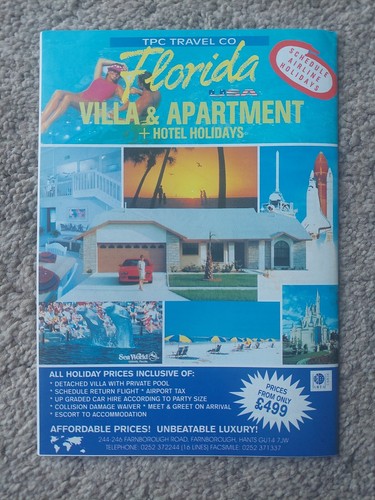 TPC TRAVEL CO
Florida
SCHEDULE
AIRLINE
HOLIDAYS
VILLA & APARTMENT
+ HOTEL HOLIDAYS
Sea World
ALL HOLIDAY PRICES INCLUSIVE OF:
* DETACHED VILLA WITH PRIVATE POOL
* SCHEDULE RETURN FLIGHT * AIRPORT TAX
* UP GRADED CAR HIRE ACCORDING TO PARTY SIZE
* COLLISION DAMAGE WAIVER * MEET & GREET ON ARRIVAL
* ESCORT TO ACCOMMODATION
PRICES
FROM ONLY
£499
AFFORDABLE PRICES! UNBEATABLE LUXURY!
244-246 FARNBOROUGH ROAD, FARNBOROUGH, HANTS GU14 7JW
TELEPHONE: 0252 372244 (16 LINES) FACSIMILE: 0252 371337